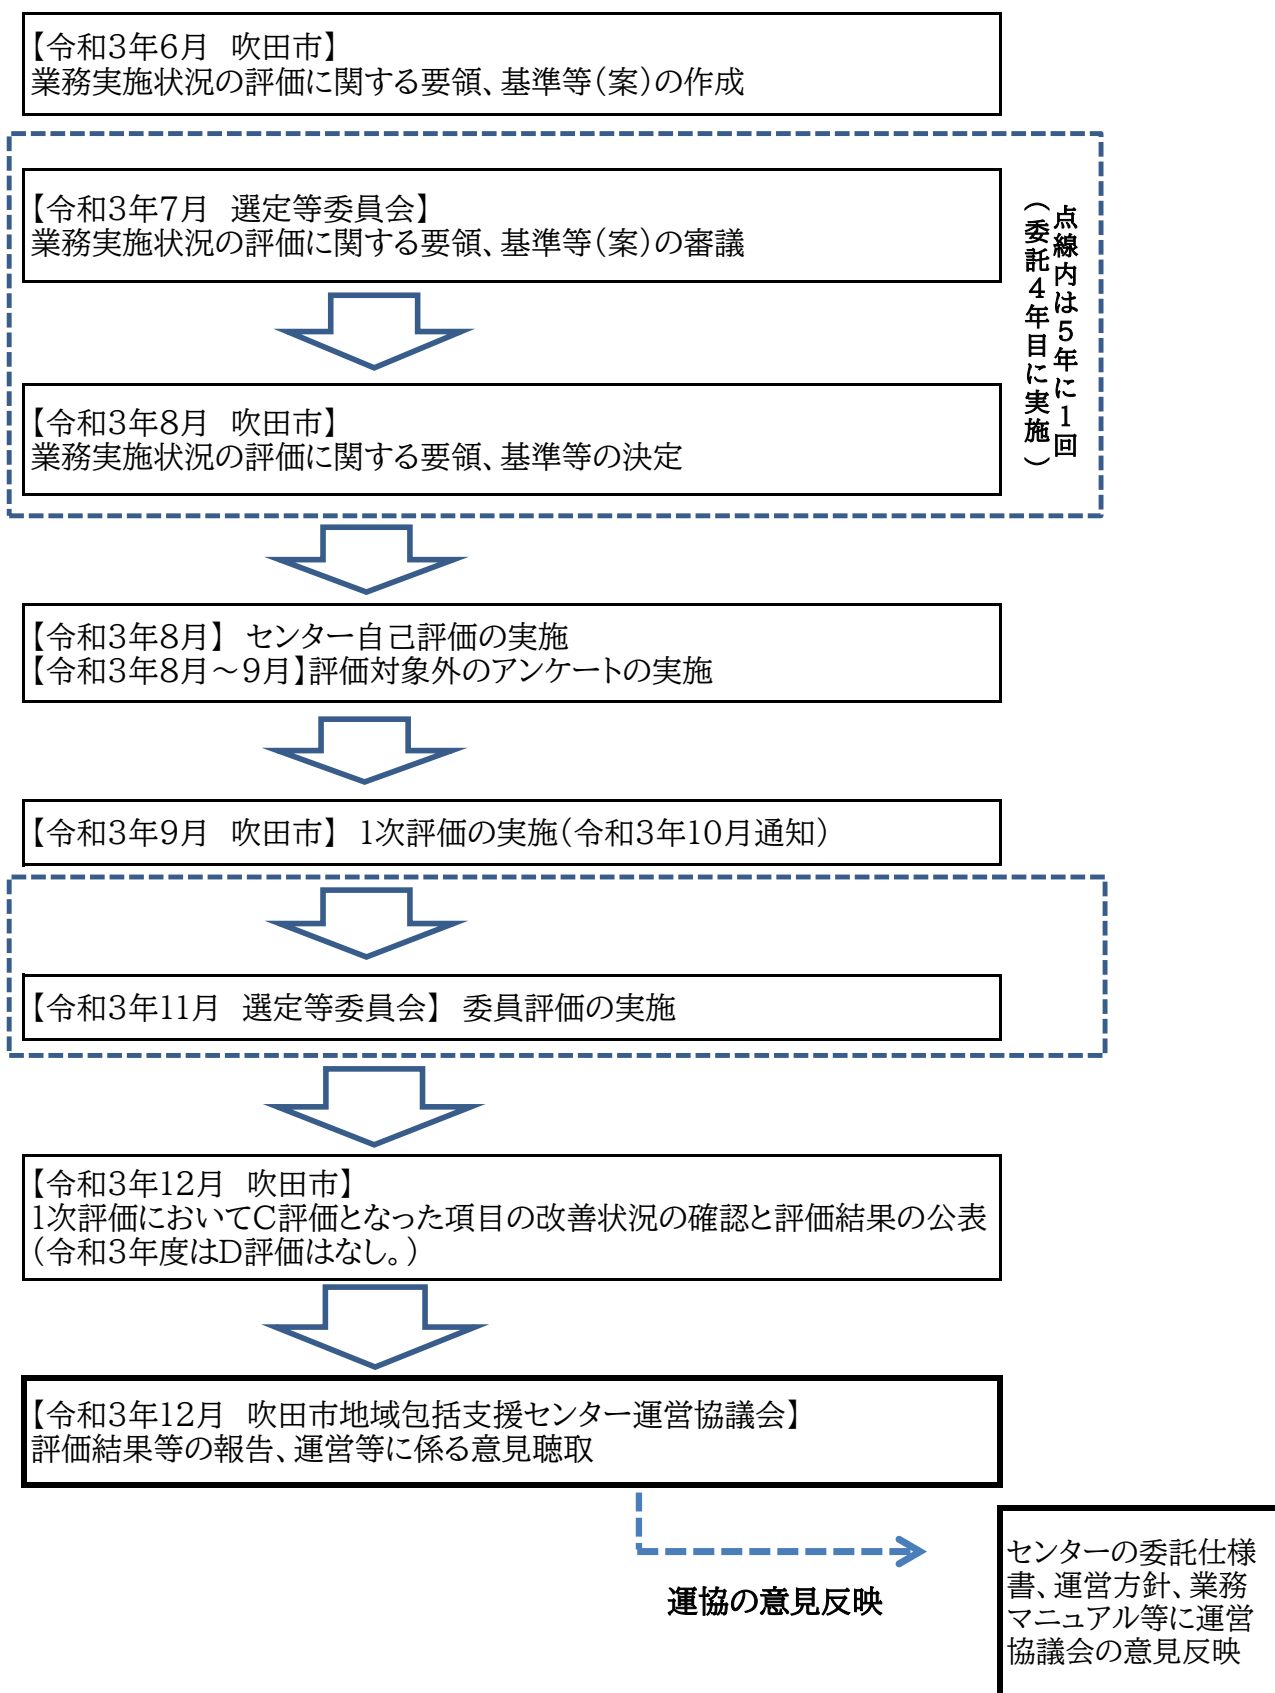 【令和3年6月　吹田市】
業務実施状況の評価に関する要領、基準等（案）の作成
【令和3年7月　選定等委員会】
業務実施状況の評価に関する要領、基準等（案）の審議
点線内は5年に1回
（委託4年目に実施）
【令和3年8月　吹田市】
業務実施状況の評価に関する要領、基準等の決定
【令和3年8月】 センター自己評価の実施
【令和3年8月～9月】評価対象外のアンケートの実施
【令和3年9月　吹田市】 1次評価の実施（令和3年10月通知）
【令和3年11月　選定等委員会】 委員評価の実施
【令和3年12月　吹田市】
1次評価においてC評価となった項目の改善状況の確認と評価結果の公表
（令和3年度はD評価はなし。）
【令和3年12月　吹田市地域包括支援センター運営協議会】
評価結果等の報告、運営等に係る意見聴取
運協の意見反映
センターの委託仕様
書、運営方針、業務
マニュアル等に運営
協議会の意見反映